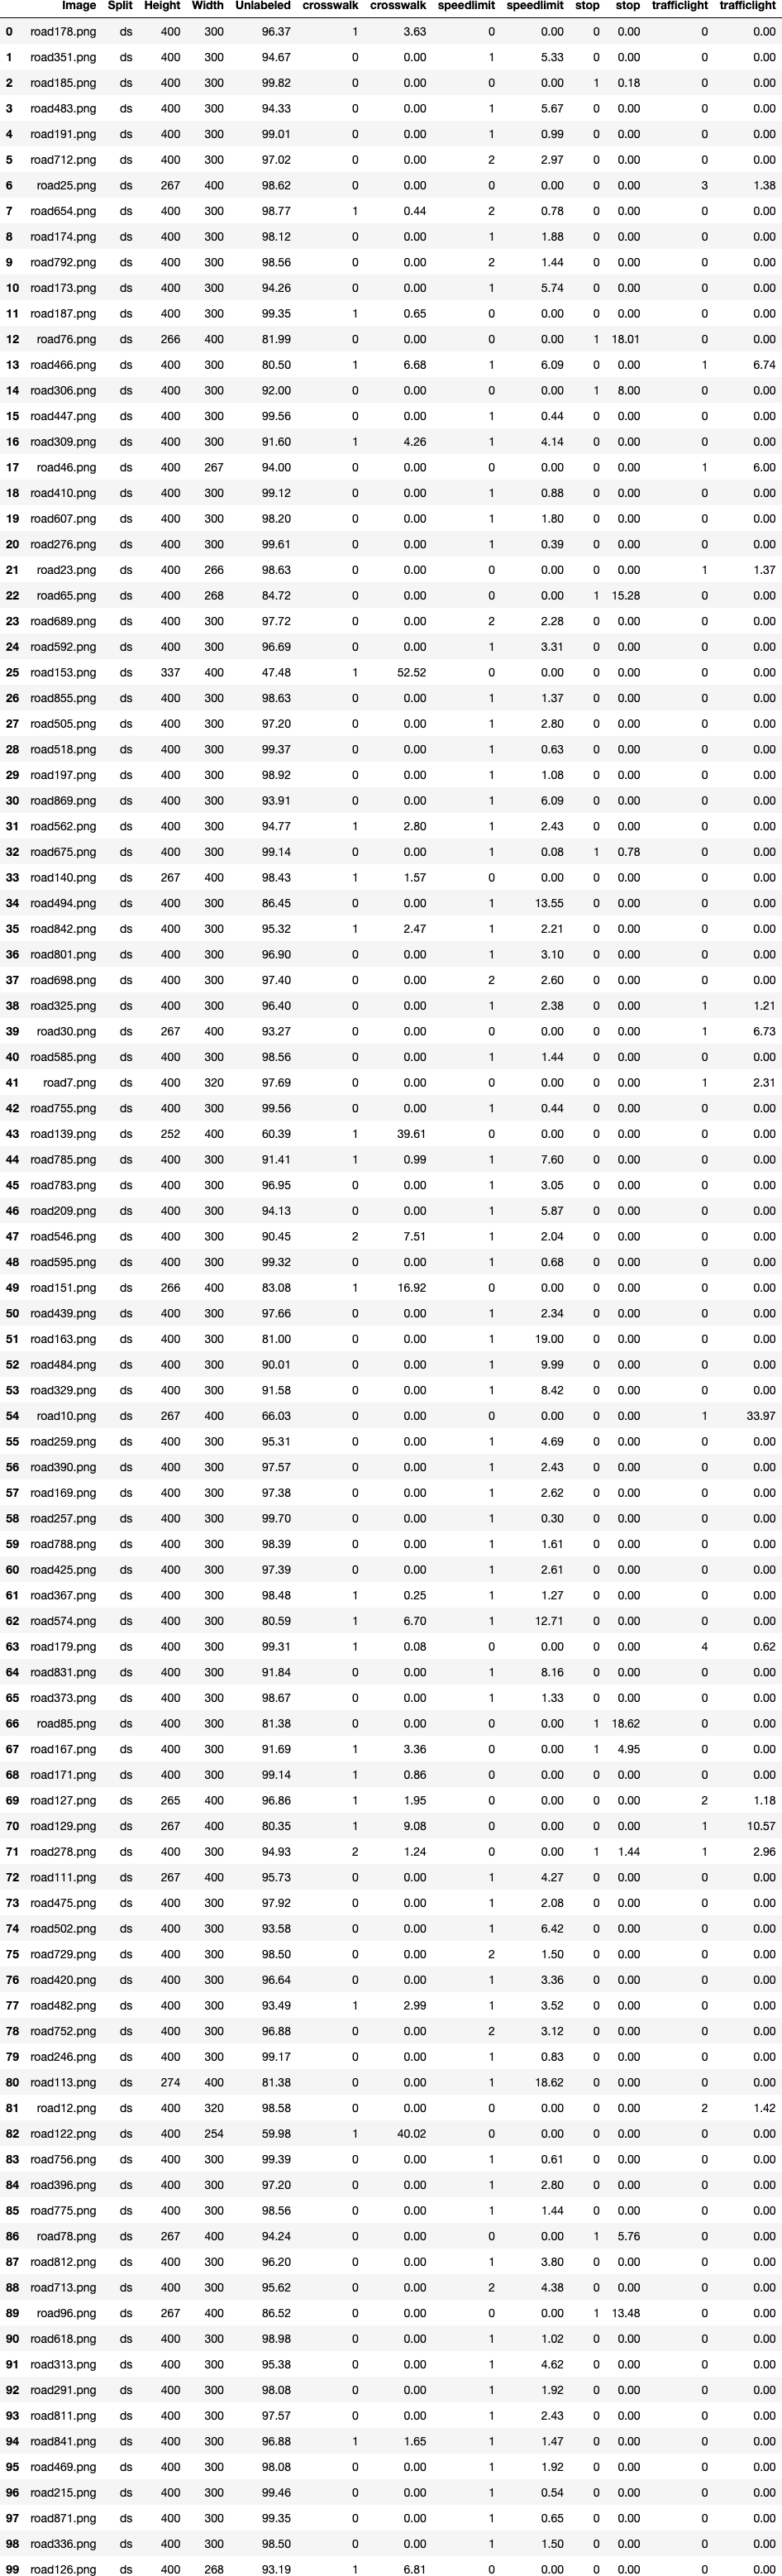 Image Split Height Width Unlabeled crosswalk crosswalk speedlimit speedlimit stop stop trafficlight trafficlight
0 road178.png ds 400 300 96.37 1 3.63 0 0.00 0 0.00 0 0.00
1 road351.png ds 400 300 94.67 0 0.00 1 5.33 0 0.00 0 0.00
2 road185.png ds 400 300 99.82 0 0.00 0 0.00 1 0.18 0 0.00
3 road483.png ds 400 300 94.33 0 0.00 1 5.67 0 0.00 0 0.00
4 road191.png ds 400 300 99.01 0 0.00 1 0.99 0 0.00 0 0.00
5 road712.png ds 400 300 97.02 0 0.00 2 2.97 0 0.00 0 0.00
6 road25.png ds 267 400 98.62 0 0.00 0 0.00 0 0.00 3 1.38
7 road654.png ds 400 300 98.77 1 0.44 2 0.78 0 0.00 0 0.00
8 road174.png ds 400 300 98.12 0 0.00 1 1.88 0 0.00 0 0.00
9 road792.png ds 400 300 98.56 0 0.00 2 1.44 0 0.00 0 0.00
10 road173.png ds 400 300 94.26 0 0.00 1 5.74 0 0.00 0 0.00
11 road187.png ds 400 300 99.35 1 0.65 0 0.00 0 0.00 0 0.00
12 road76.png ds 266 400 81.99 0 0.00 0 0.00 1 18.01 0 0.00
13 road466.png ds 400 300 80.50 1 6.68 1 6.09 0 0.00 1 6.74
14 road306.png ds 400 300 92.00 0 0.00 0 0.00 1 8.00 0 0.00
15 road447.png ds 400 300 99.56 0 0.00 1 0.44 0 0.00 0 0.00
16 road309.png ds 400 300 91.60 1 4.26 1 4.14 0 0.00 0 0.00
17 road46.png ds 400 267 94.00 0 0.00 0 0.00 0 0.00 1 6.00
18 road410.png ds 400 300 99.12 0 0.00 1 0.88 0 0.00 0 0.00
19 road607.png ds 400 300 98.20 0 0.00 1 1.80 0 0.00 0 0.00
20 road276.png ds 400 300 99.61 0 0.00 1 0.39 0 0.00 0 0.00
21 road23.png ds 400 266 98.63 0 0.00 0 0.00 0 0.00 1 1.37
22 road65.png ds 400 268 84.72 0 0.00 0 0.00 1 15.28 0 0.00
23 road689.png ds 400 300 97.72 0 0.00 2 2.28 0 0.00 0 0.00
24 road592.png ds 400 300 96.69 0 0.00 1 3.31 0 0.00 0 0.00
25 road153.png ds 337 400 47.48 1 52.52 0 0.00 0 0.00 0 0.00
26 road855.png ds 400 300 98.63 0 0.00 1 1.37 0 0.00 0 0.00
27 road505.png ds 400 300 97.20 0 0.00 1 2.80 0 0.00 0 0.00
28 road518.png ds 400 300 99.37 0 0.00 1 0.63 0 0.00 0 0.00
29 road197.png ds 400 300 98.92 0 0.00 1 1.08 0 0.00 0 0.00
30 road869.png ds 400 300 93.91 0 0.00 1 6.09 0 0.00 0 0.00
31 road562.png ds 400 300 94.77 1 2.80 1 2.43 0 0.00 0 0.00
32 road675.png ds 400 300 99.14 0 0.00 1 0.08 1 0.78 0 0.00
33 road140.png ds 267 400 98.43 1 1.57 0 0.00 0 0.00 0 0.00
34 road494.png ds 400 300 86.45 0 0.00 1 13.55 0 0.00 0 0.00
35 road842.png ds 400 300 95.32 1 2.47 1 2.21 0 0.00 0 0.00
36 road801.png ds 400 300 96.90 0 0.00 1 3.10 0 0.00 0 0.00
37 road698.png ds 400 300 97.40 0 0.00 2 2.60 0 0.00 0 0.00
38 road325.png ds 400 300 96.40 0 0.00 1 2.38 0 0.00 1 1.21
39 road30.png ds 267 400 93.27 0 0.00 0 0.00 0 0.00 1 6.73
40 road585.png ds 400 300 98.56 0 0.00 1 1.44 0 0.00 0 0.00
41 road7.png ds 400 320 97.69 0 0.00 0 0.00 0 0.00 1 2.31
42 road755.png ds 400 300 99.56 0 0.00 1 0.44 0 0.00 0 0.00
43 road139.png ds 252 400 60.39 1 39.61 0 0.00 0 0.00 0 0.00
44 road785.png ds 400 300 91.41 1 0.99 1 7.60 0 0.00 0 0.00
45 road783.png ds 400 300 96.95 0 0.00 1 3.05 0 0.00 0 0.00
46 road209.png ds 400 300 94.13 0 0.00 1 5.87 0 0.00 0 0.00
47 road546.png ds 400 300 90.45 2 7.51 1 2.04 0 0.00 0 0.00
48 road595.png ds 400 300 99.32 0 0.00 1 0.68 0 0.00 0 0.00
49 road151.png ds 266 400 83.08 1 16.92 0 0.00 0 0.00 0 0.00
50 road439.png ds 400 300 97.66 0 0.00 1 2.34 0 0.00 0 0.00
51 road163.png ds 400 300 81.00 0 0.00 1 19.00 0 0.00 0 0.00
52 road484.png ds 400 300 90.01 0 0.00 1 9.99 0 0.00 0 0.00
53 road329.png ds 400 300 91.58 0 0.00 1 8.42 0 0.00 0 0.00
54 road10.png ds 267 400 66.03 0 0.00 0 0.00 0 0.00 1 33.97
55 road259.png ds 400 300 95.31 0 0.00 1 4.69 0 0.00 0 0.00
56 road390.png ds 400 300 97.57 0 0.00 1 2.43 0 0.00 0 0.00
57 road169.png ds 400 300 97.38 0 0.00 1 2.62 0 0.00 0 0.00
58 road257.png ds 400 300 99.70 0 0.00 1 0.30 0 0.00 0 0.00
59 road788.png ds 400 300 98.39 0 0.00 1 1.61 0 0.00 0 0.00
60 road425.png ds 400 300 97.39 0 0.00 1 2.61 0 0.00 0 0.00
61 road367.png ds 400 300 98.48 1 0.25 1 1.27 0 0.00 0 0.00
62 road574.png ds 400 300 80.59 1 6.70 1 12.71 0 0.00 0 0.00
63 road179.png ds 400 300 99.31 1 0.08 0 0.00 0 0.00 4 0.62
64 road831.png ds 400 300 91.84 0 0.00 1 8.16 0 0.00 0 0.00
65 road373.png ds 400 300 98.67 0 0.00 1 1.33 0 0.00 0 0.00
66 road85.png ds 400 300 81.38 0 0.00 0 0.00 1 18.62 0 0.00
67 road167.png ds 400 300 91.69 1 3.36 0 0.00 1 4.95 0 0.00
68 road171.png ds 400 300 99.14 1 0.86 0 0.00 0 0.00 0 0.00
69 road127.png ds 265 400 96.86 1 1.95 0 0.00 0 0.00 2 1.18
70 road129.png ds 267 400 80.35 1 9.08 0 0.00 0 0.00 1 10.57
71 road278.png ds 400 300 94.93 2 1.24 0 0.00 1 1.44 1 2.96
72 road111.png ds 267 400 95.73 0 0.00 1 4.27 0 0.00 0 0.00
73 road475.png ds 400 300 97.92 0 0.00 1 2.08 0 0.00 0 0.00
74 road502.png ds 400 300 93.58 0 0.00 1 6.42 0 0.00 0 0.00
75 road729.png ds 400 300 98.50 0 0.00 2 1.50 0 0.00 0 0.00
76 road420.png ds 400 300 96.64 0 0.00 1 3.36 0 0.00 0 0.00
77 road482.png ds 400 300 93.49 1 2.99 1 3.52 0 0.00 0 0.00
78 road752.png ds 400 300 96.88 0 0.00 2 3.12 0 0.00 0 0.00
79 road246.png ds 400 300 99.17 0 0.00 1 0.83 0 0.00 0 0.00
80 road113.png ds 274 400 81.38 0 0.00 1 18.62 0 0.00 0 0.00
81 road12.png ds 400 320 98.58 0 0.00 0 0.00 0 0.00 2 1.42
82 road122.png ds 400 254 59.98 1 40.02 0 0.00 0 0.00 0 0.00
83 road756.png ds 400 300 99.39 0 0.00 1 0.61 0 0.00 0 0.00
84 road396.png ds 400 300 97.20 0 0.00 1 2.80 0 0.00 0 0.00
85 road775.png ds 400 300 98.56 0 0.00 1 1.44 0 0.00 0 0.00
86 road78.png ds 267 400 94.24 0 0.00 0 0.00 1 5.76 0 0.00
87 road812.png ds 400 300 96.20 0 0.00 1 3.80 0 0.00 0 0.00
88 road713.png ds 400 300 95.62 0 0.00 2 4.38 0 0.00 0 0.00
89 road96.png ds 267 400 86.52 0 0.00 0 0.00 1 13.48 0 0.00
90 road618.png ds 400 300 98.98 0 0.00 1 1.02 0 0.00 0 0.00
91 road313.png ds 400 300 95.38 0 0.00 1 4.62 0 0.00 0 0.00
92 road291.png ds 400 300 98.08 0 0.00 1 1.92 0 0.00 0 0.00
93 road811.png ds 400 300 97.57 0 0.00 1 2.43 0 0.00 0 0.00
94 road841.png ds 400 300 96.88 1 1.65 1 1.47 0 0.00 0 0.00
95 road469.png ds 400 300 98.08 0 0.00 1 1.92 0 0.00 0 0.00
96 road215.png ds 400 300 99.46 0 0.00 1 0.54 0 0.00 0 0.00
97 road871.png ds 400 300 99.35 0 0.00 1 0.65 0 0.00 0 0.00
98 road336.png ds 400 300 98.50 0 0.00 1 1.50 0 0.00 0 0.00
99 road126.png ds 400 268 93.19 1 6.81 0 0.00 0 0.00 0 0.00